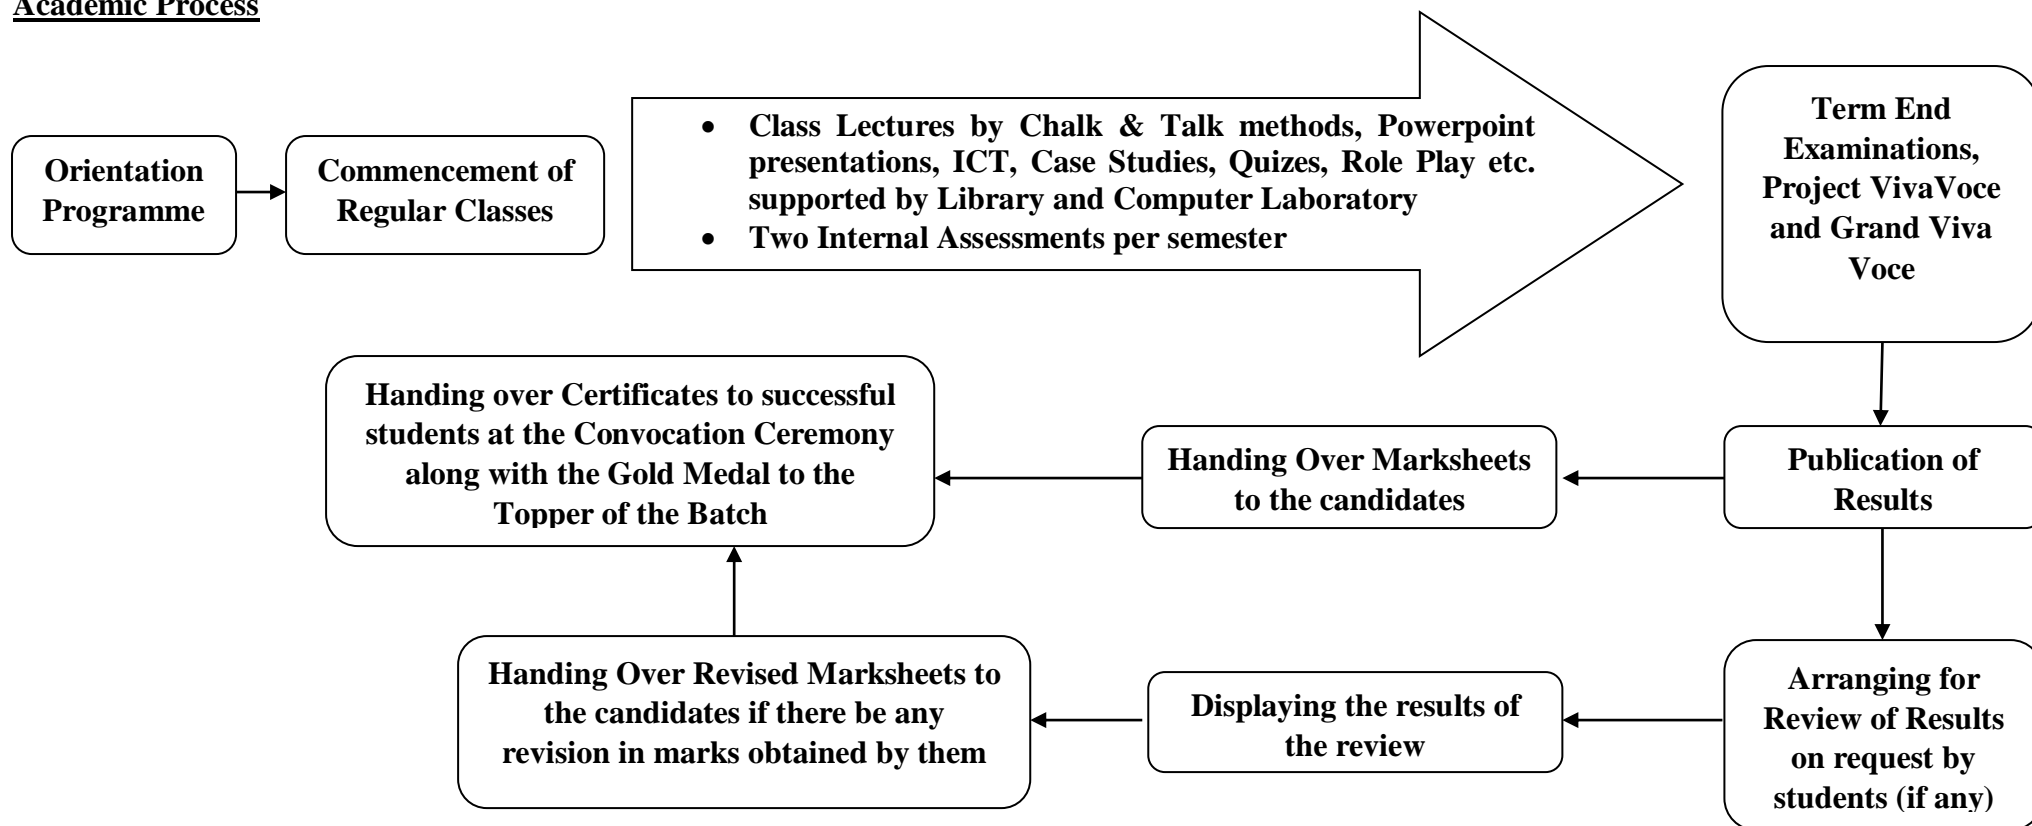 Academic Process
Orientation
Programme
Commencement of
Regular Classes
• Class Lectures by Chalk & Talk methods, Powerpoint
presentations, ICT, Case Studies, Quizes, Role Play etc.
supported by Library and Computer Laboratory
• Two Internal Assessments per semester
Term End
Examinations,
Project VivaVoce
and Grand Viva
Voce
Publication of
Results
Handing Over Marksheets
to the candidates
Handing over Certificates to successful
students at the Convocation Ceremony
along with the Gold Medal to the
Topper of the Batch
Arranging for
Review of Results
on request by
students (if any)
Displaying the results of
the review
Handing Over Revised Marksheets to
the candidates if there be any
revision in marks obtained by them